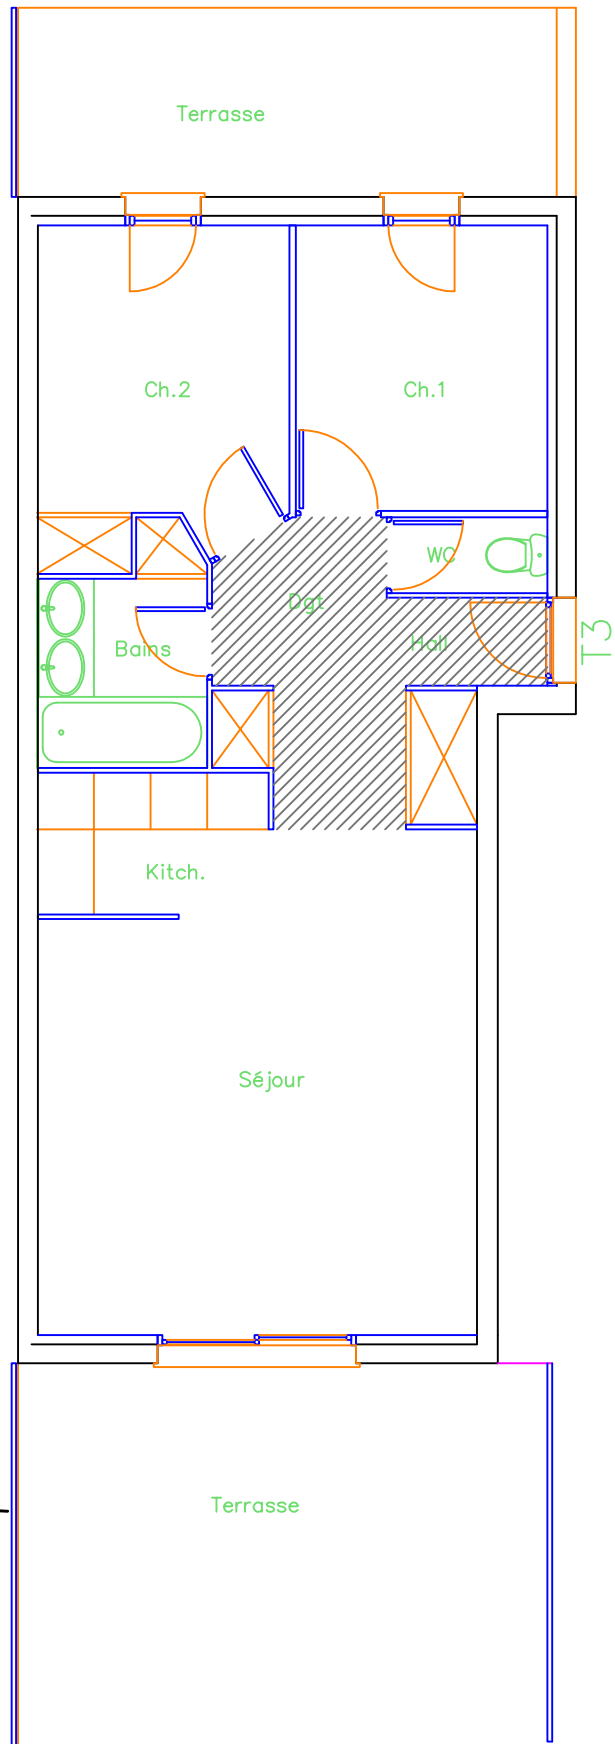 Terrasse
Ch.2
Ch.1
WC
Dgt
Hall
T3
Bains
Kitch.
Séjour
Terrasse